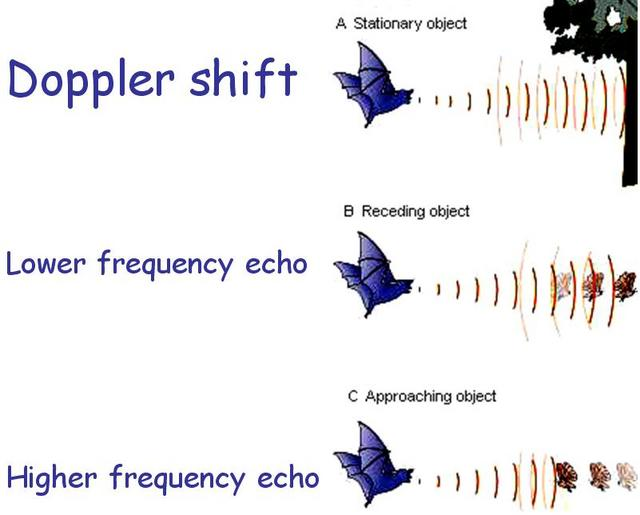 A Stationary object
Doppler shift
B Receding object
Lower frequency echo
C Approaching object
Higher frequency echo